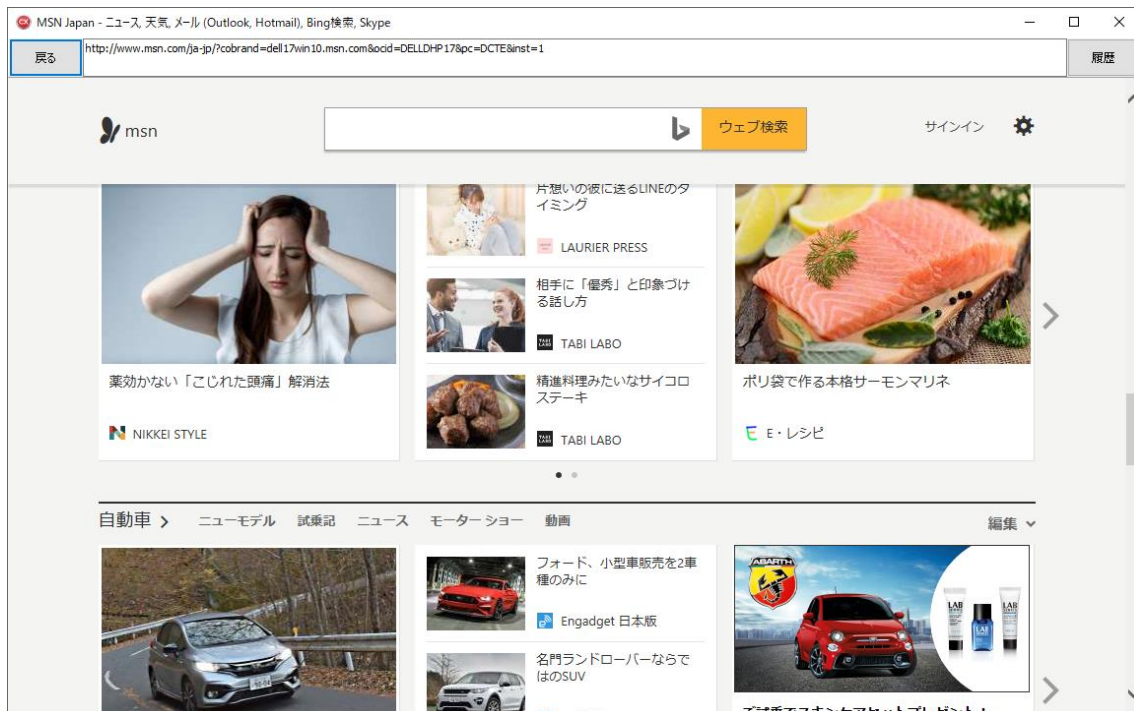 MSN Japan - ニュース, 天気, メール (Outlook, Hotmail), Bing検索, Skype
戻る
http://www.msn.com/ja-jp/?cobrand=dell17win10.msn.com&ocid=DELLDHP17&pc=DCTE&inst=1
履歴
msn
ウェブ検索
サインイン
薬効かない「こじれた頭痛」解消法
NIKKEI STYLE
片想いの彼に送るLINEのタ
イミング
LAURIER PRESS
相手に「優秀」と印象づけ
る話し方
TABI LABO
精進料理みたいなサイコロ
ステーキ
TABI LABO
ポリ袋で作る本格サーモンマリネ
E・レシピ
自動車
ニューモデル
試乗記
ニュース
モーター ショー
動画
編集
フォード、小型車販売を2車
種のみに
Engadget 日本版
名門ランドローバーならで
はのSUV
ABARTH
LAB
LAB
LAB